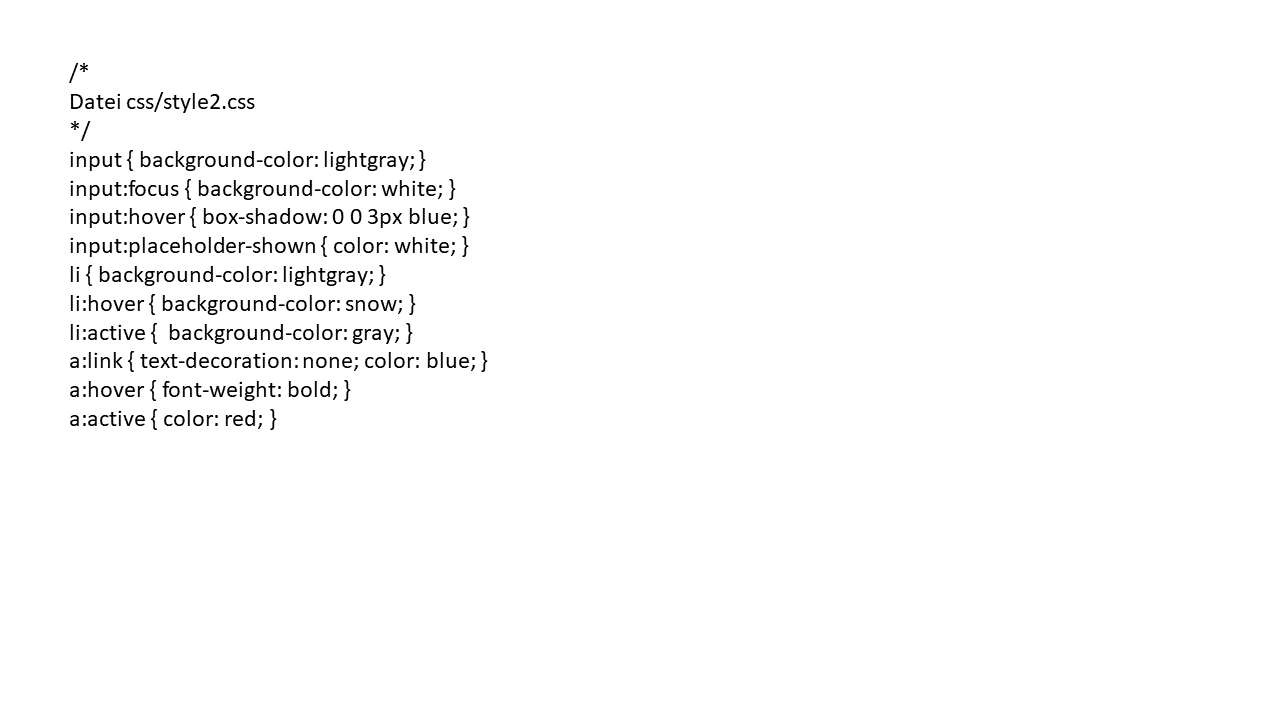 /*
Datei css/style2.css
*/
input { background-color: lightgray; }
input:focus { background-color: white; }
input:hover { box-shadow: 0 0 3px blue; }
input:placeholder-shown { color: white; }
li { background-color: lightgray; }
li:hover { background-color: snow; }
li:active {  background-color: gray; }
a:link { text-decoration: none; color: blue; }
a:hover { font-weight: bold; }
a:active { color: red; }